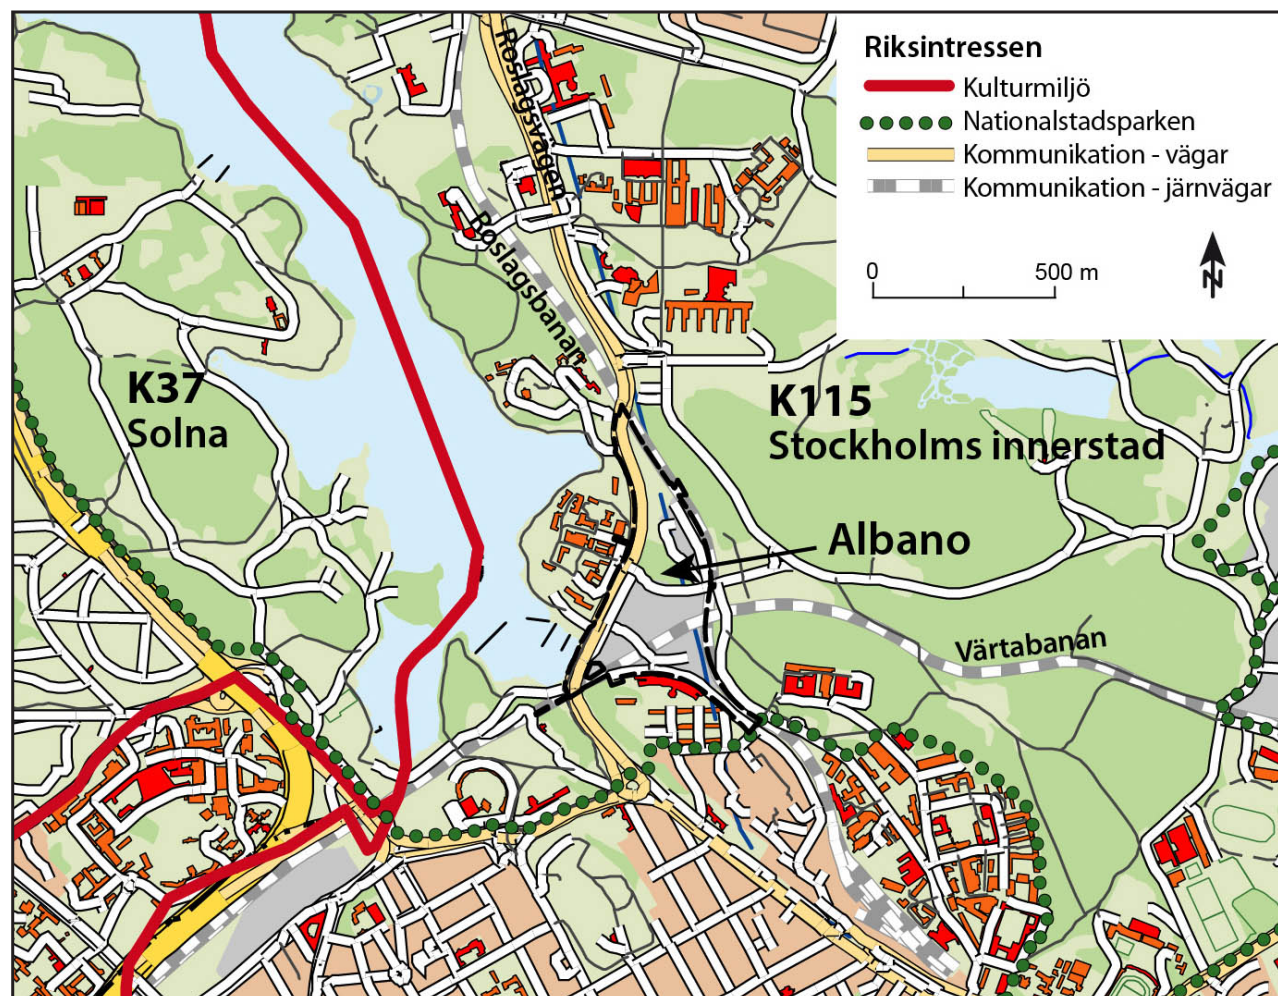 Riksintressen
Kulturmiljö
Nationalstadsparken
Kommunikation - vägar
Kommunikation - järnvägar
0 500 m
N
Roslagsvägen
Roslagsbanan
K37
Solna
K115
Stockholms innerstad
Albano
Värtabanan